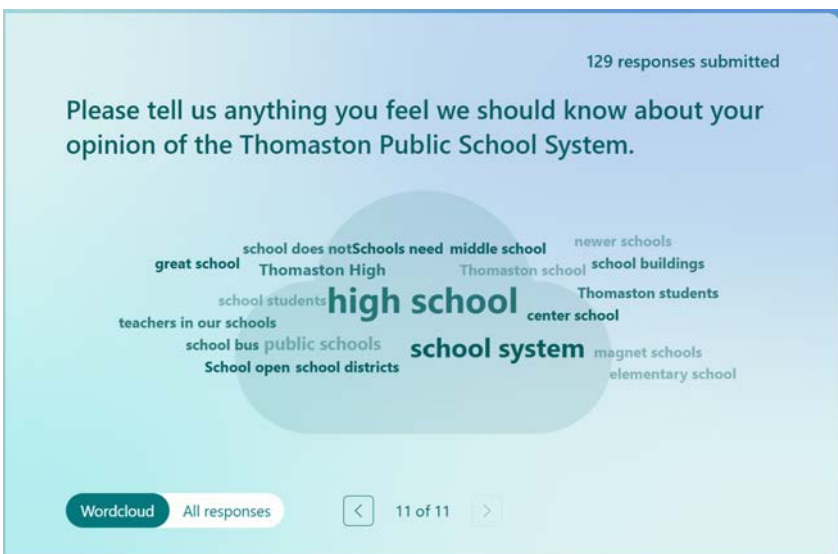 129 responses submitted
Please tell us anything you feel we should know about your
opinion of the Thomaston Public School System.
newer schools
school does not Schools need middle school
great school Thomaston High Thomaston school school buildings
school students high school Thomaston students
teachers in our schools center school
school bus public schools school system magnet schools
School open school districts elementary school
Wordcloud All responses < 11 of 11 >